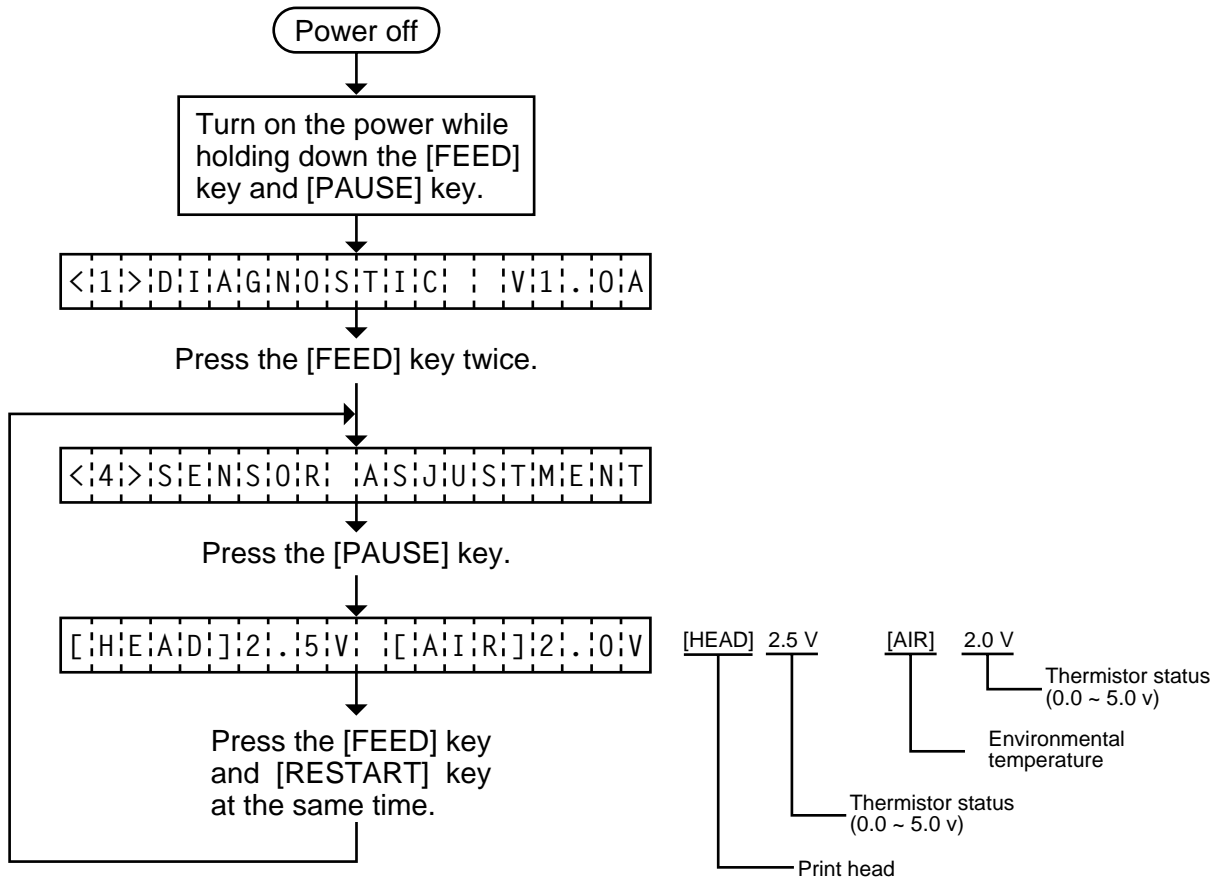 Power off
Turn on the power while
holding down the [FEED]
key and [PAUSE] key.
<1>DIAGNOSTIC  V1.0A
Press the [FEED] key twice.
<4>SENSOR ASJUSTMENT
Press the [PAUSE] key.
[HEAD]2.5V [AIR]2.0V
[HEAD] 2.5 V [AIR] 2.0 V
Thermistor status
(0.0 ~ 5.0 v)
Environmental
temperature
Thermistor status
(0.0 ~ 5.0 v)
Print head
Press the [FEED] key
and [RESTART] key
at the same time.